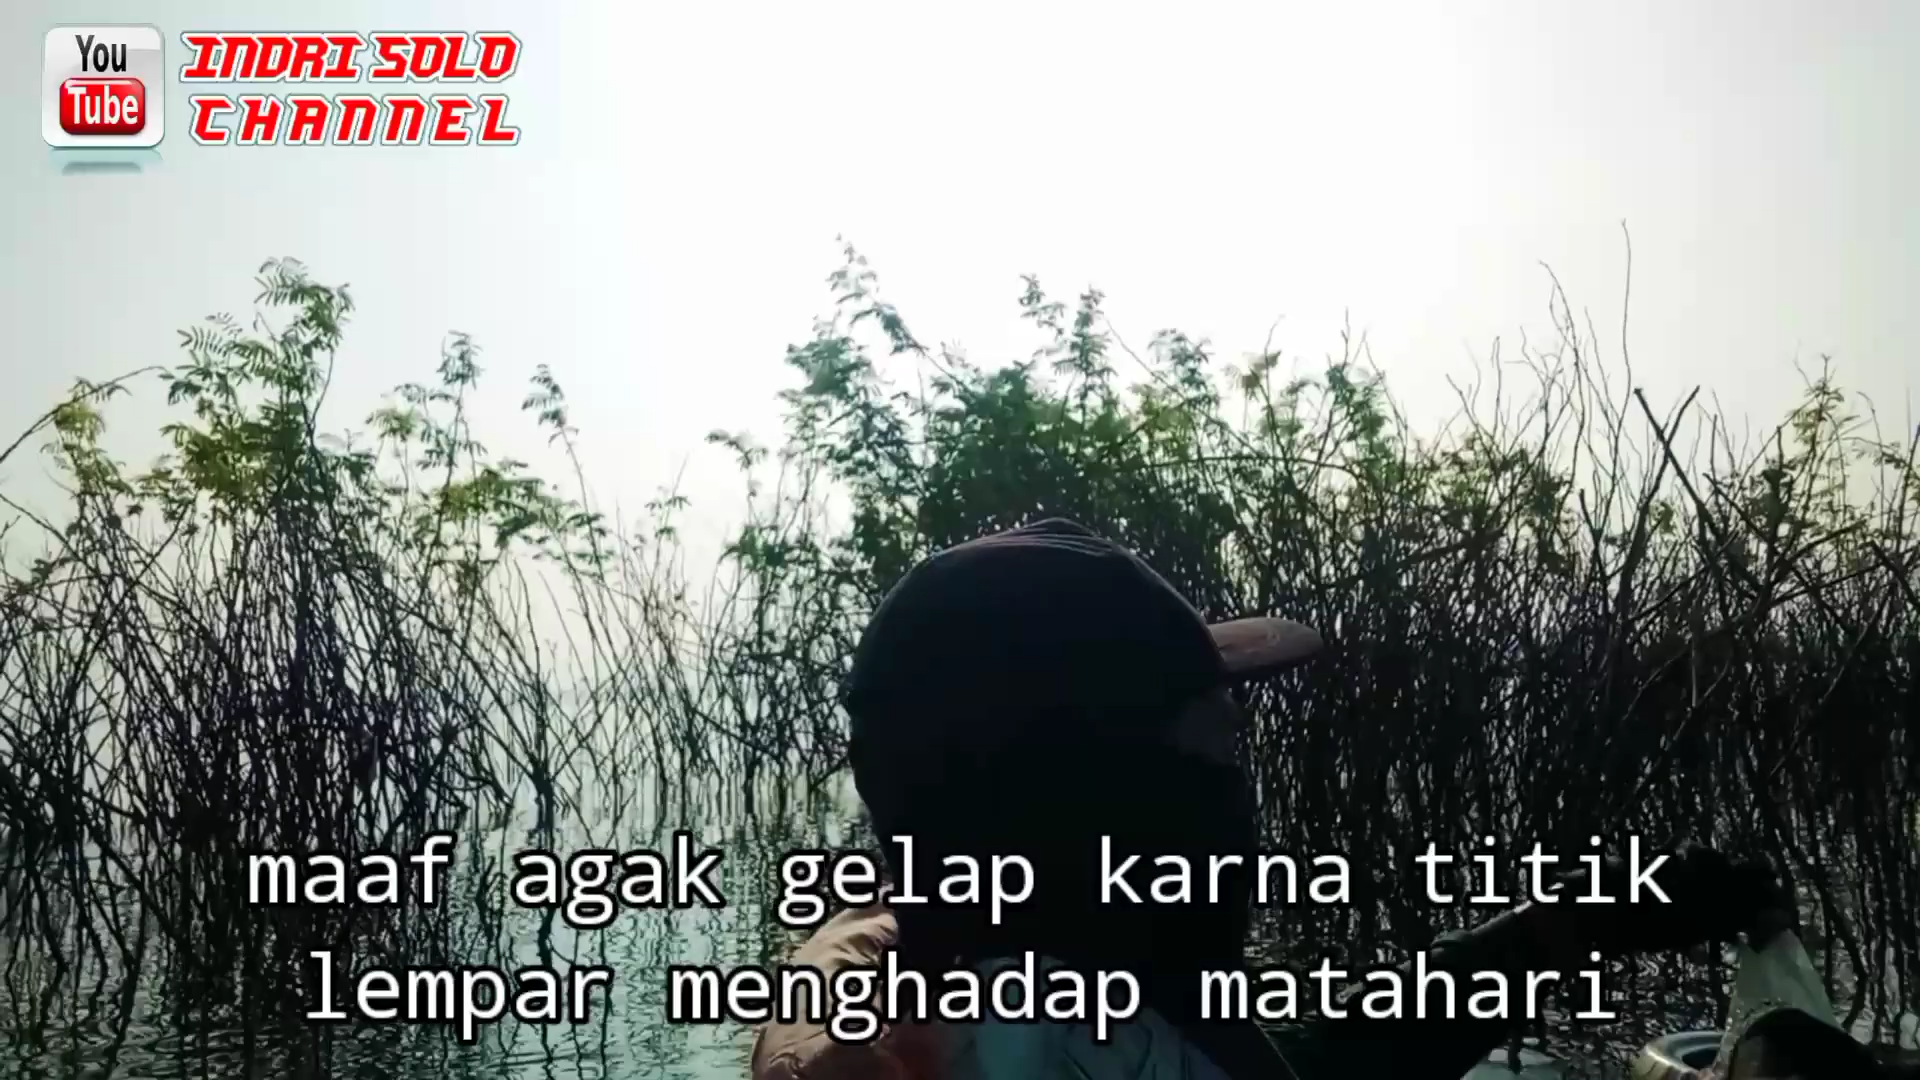 You
Tube
INDRI SOLO
CHANNEL
maaf agak gelap karna titik
lempar menghadap matahari